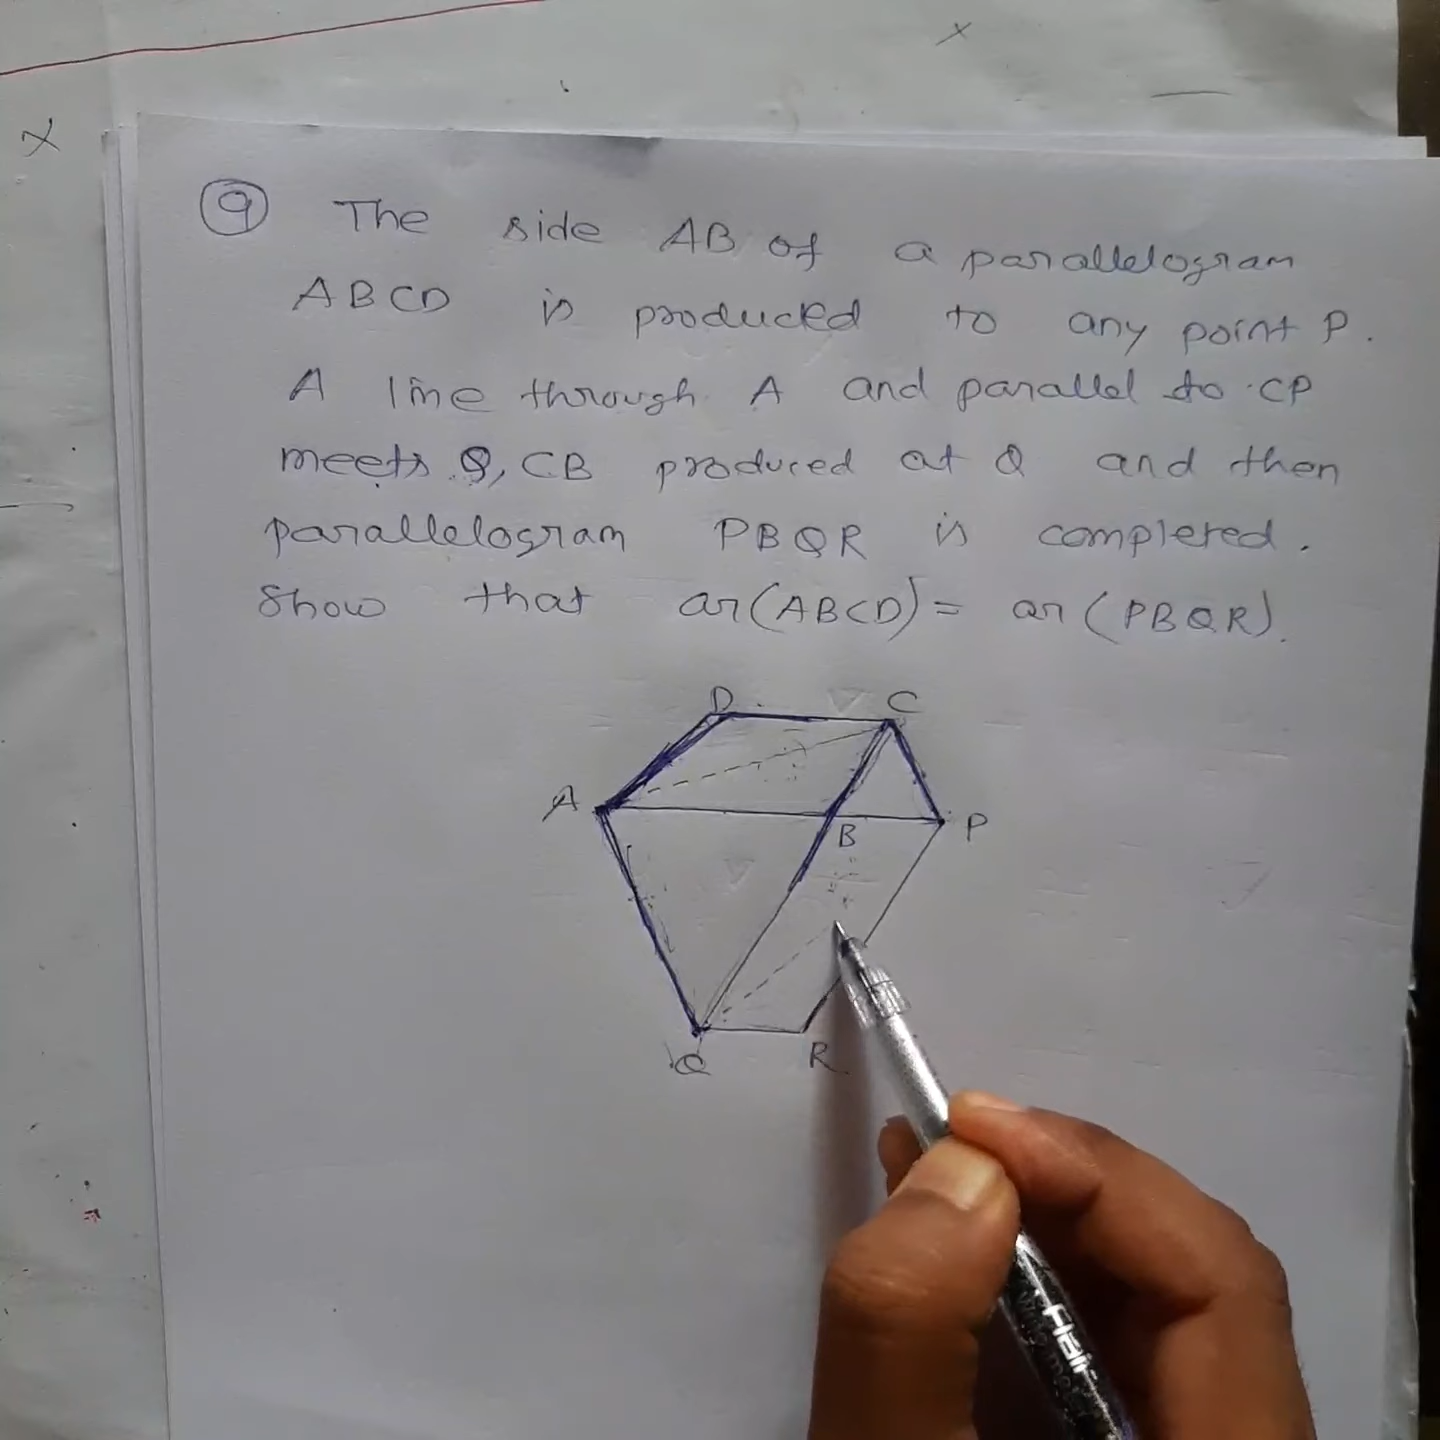 9 The side AB of a parallelogram
ABCD is produced to any point P.
A line through A and parallel to CP
meets Q, CB produced at Q and then
parallelogram PBQR is completed.
Show that ar(ABCD) = ar(PBQR).
D C
A B P
Q R
Flair